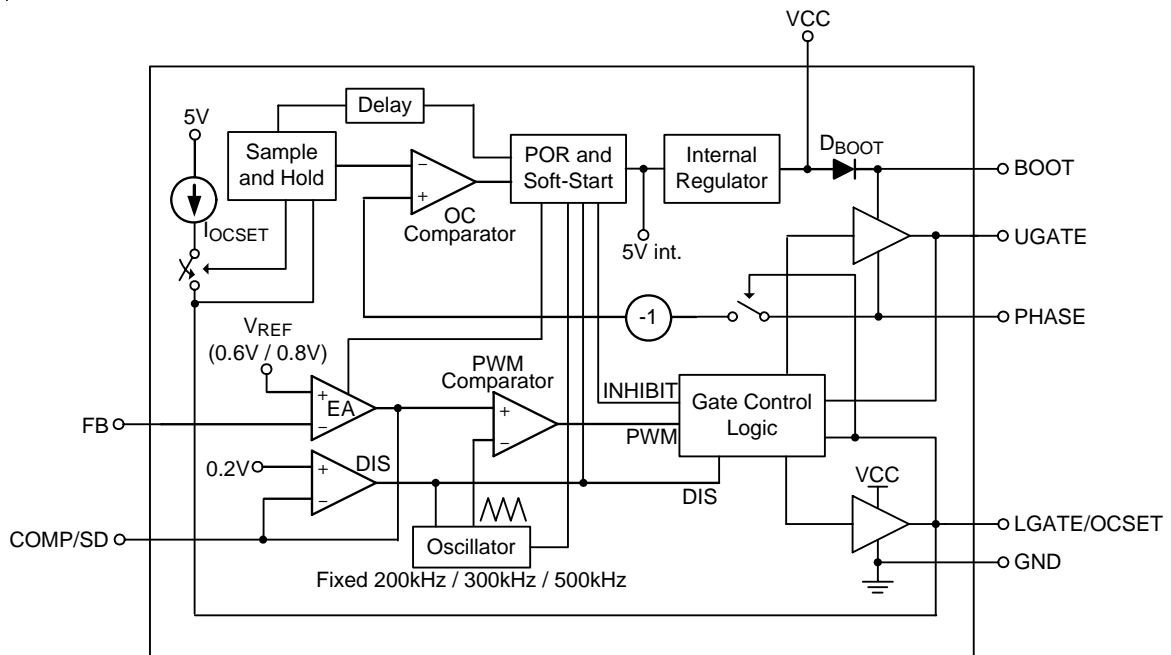 VCC
5V
Delay
Sample
and Hold
−
+
OC
Comparator
POR and
Soft-Start
Internal
Regulator
DBOOT
BOOT
IOCSET
5V int.
UGATE
-1
PHASE
VREF
(0.6V / 0.8V)
PWM
Comparator
+
EA
−
+
−
INHIBIT
PWM
Gate Control
Logic
FB
0.2V
+
−
DIS
DIS
VCC
COMP/SD
Oscillator
LGATE/OCSET
GND
Fixed 200kHz / 300kHz / 500kHz